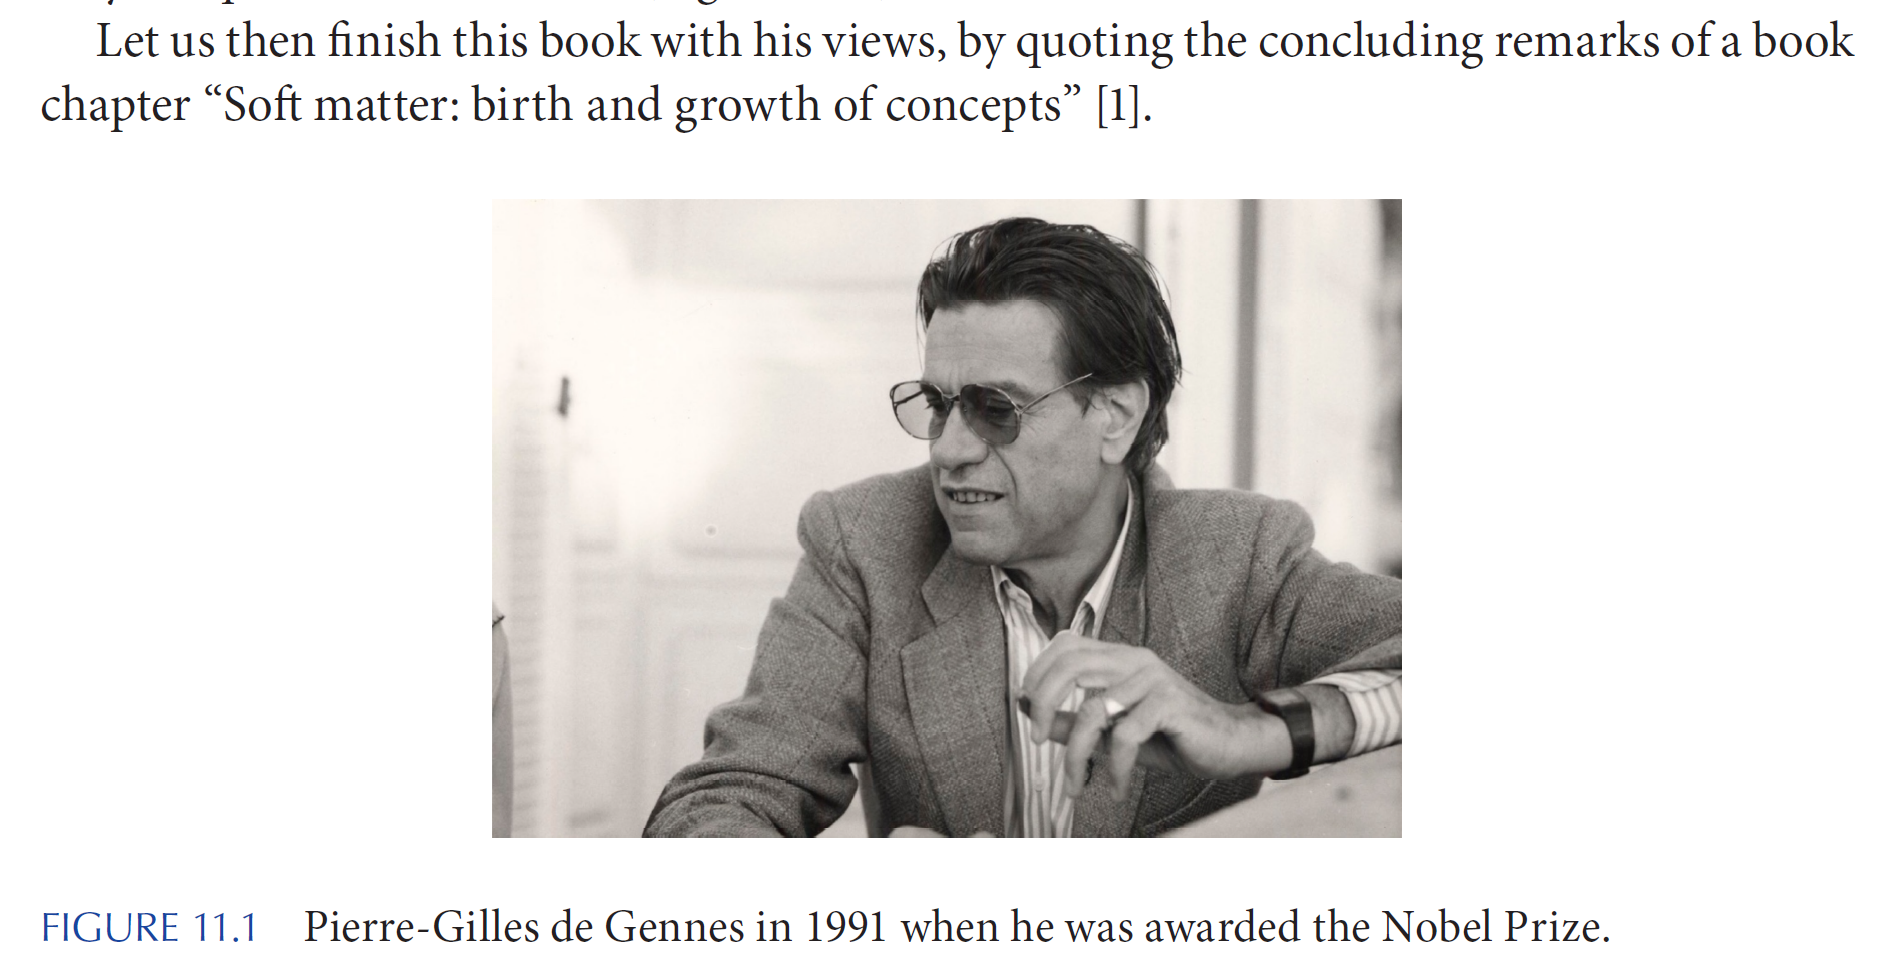 Let us then finish this book with his views, by quoting the concluding remarks of a book
chapter “Soft matter: birth and growth of concepts” [1].
FIGURE 11.1 Pierre-Gilles de Gennes in 1991 when he was awarded the Nobel Prize.